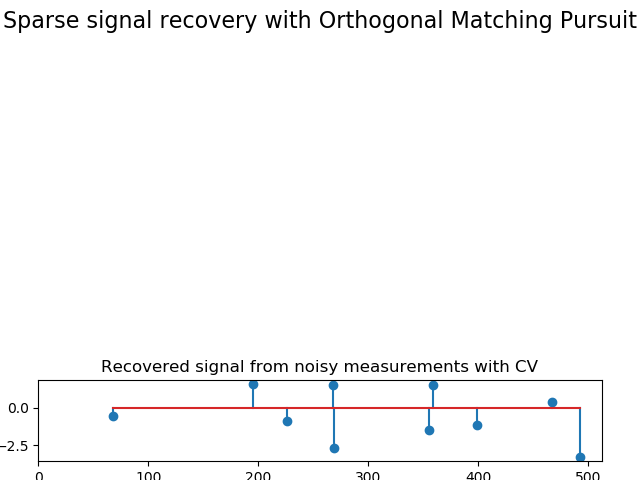 Sparse signal recovery with Orthogonal Matching Pursuit
Recovered signal from noisy measurements with CV
0.0
−2.5
0 100 200 300 400 500